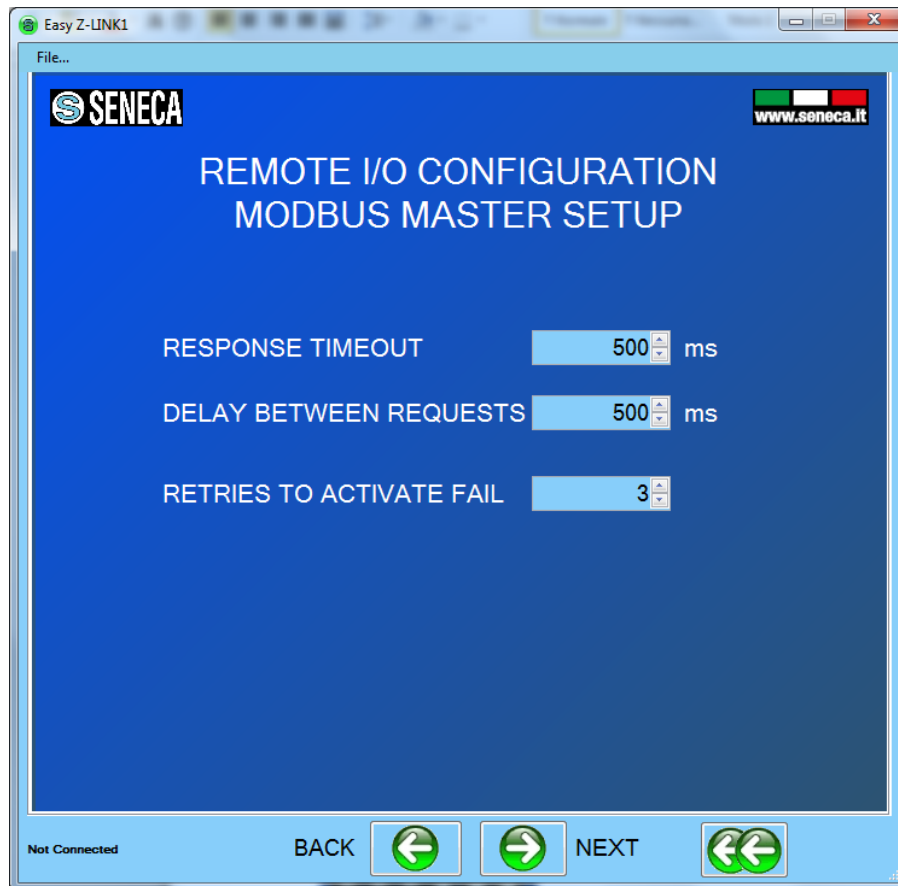 Easy Z-LINK1
File...
SENECA
www.seneca.it
REMOTE I/O CONFIGURATION
MODBUS MASTER SETUP
RESPONSE TIMEOUT 500 ms
DELAY BETWEEN REQUESTS 500 ms
RETRIES TO ACTIVATE FAIL 3
Not Connected BACK NEXT